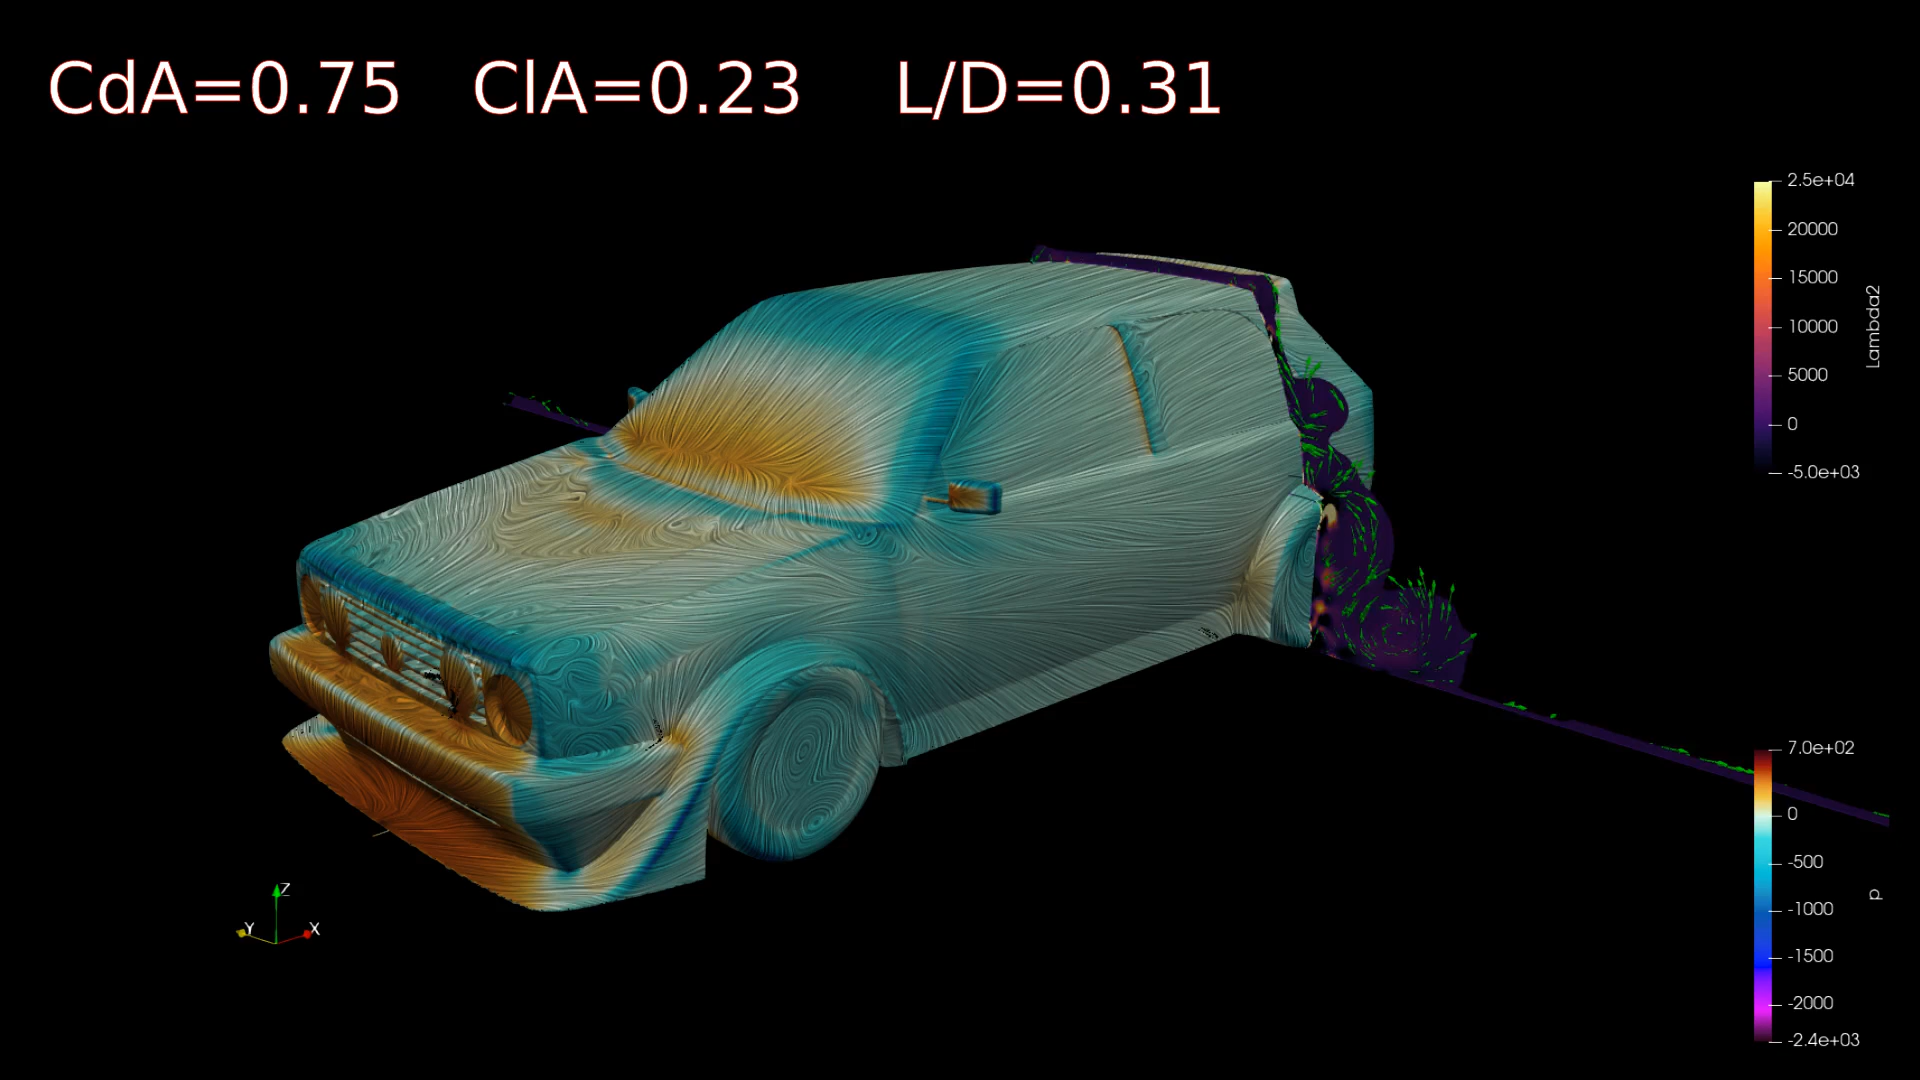 CdA=0.75 ClA=0.23 L/D=0.31
2.5e+04
20000
15000
10000
5000
0
-5.0e+03
Lambda2
7.0e+02
0
-500
-1000
-1500
-2000
-2.4e+03
p
Z
Y
X